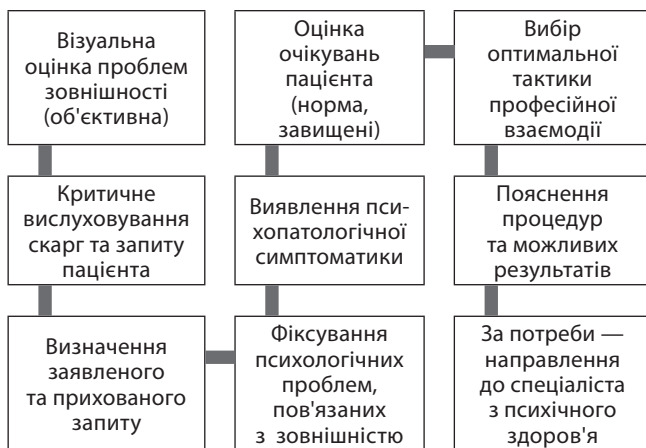 Візуальна
оцінка проблем
зовнішності
(об'єктивна)
Критичне
вислуховування
скарг та запиту
пацієнта
Визначення
заявленого
та прихованого
запиту
Фіксування
психологічних
проблем,
пов'язаних
з зовнішністю
Виявлення пси-
хопатологічної
симптоматики
Оцінка
очікувань
пацієнта
(норма,
завищені)
Вибір
оптимальної
тактики
професійної
взаємодії
Пояснення
процедур
та можливих
результатів
За потреби —
направлення
до спеціаліста
з психічного
здоров'я